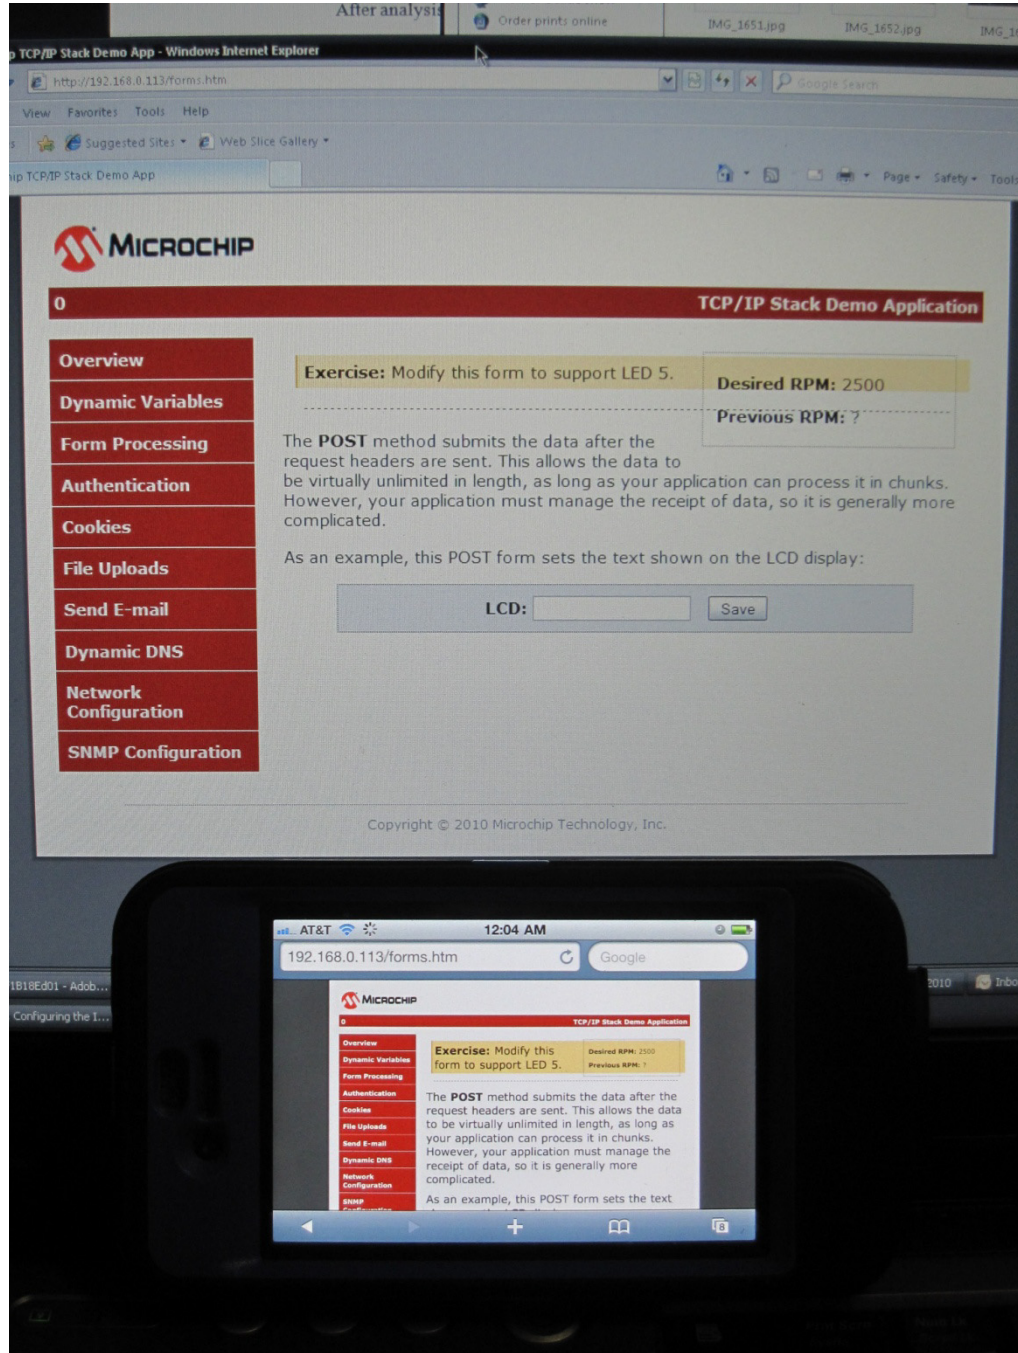 After analysis
Order prints online
IMG_1651.jpg
IMG_1652.jpg
TCP/IP Stack Demo App - Windows Internet Explorer
http://192.168.0.113/forms.htm
Google Search
View Favorites Tools Help
Suggested Sites
Web Slice Gallery
TCP/IP Stack Demo App
Page Safety Tools
MICROCHIP
0
TCP/IP Stack Demo Application
Overview
Dynamic Variables
Form Processing
Authentication
Cookies
File Uploads
Send E-mail
Dynamic DNS
Network
Configuration
SNMP Configuration
Exercise: Modify this form to support LED 5.
Desired RPM: 2500
Previous RPM: ?
The POST method submits the data after the
request headers are sent. This allows the data to
be virtually unlimited in length, as long as your application can process it in chunks.
However, your application must manage the receipt of data, so it is generally more
complicated.
As an example, this POST form sets the text shown on the LCD display:
LCD:
Save
Copyright © 2010 Microchip Technology, Inc.
1B18Ed01 - Adob...
Configuring the I...
2010
Inbo
AT&T
12:04 AM
192.168.0.113/forms.htm
Google
MICROCHIP
0
TCP/IP Stack Demo Application
Overview
Dynamic Variables
Form Processing
Authentication
Cookies
File Uploads
Send E-mail
Dynamic DNS
Network
Configuration
SNMP
Configuration
Exercise: Modify this
form to support LED 5.
Desired RPM: 2500
Previous RPM: ?
The POST method submits the data after the
request headers are sent. This allows the data
to be virtually unlimited in length, as long as
your application can process it in chunks.
However, your application must manage the
receipt of data, so it is generally more
complicated.
As an example, this POST form sets the text
8